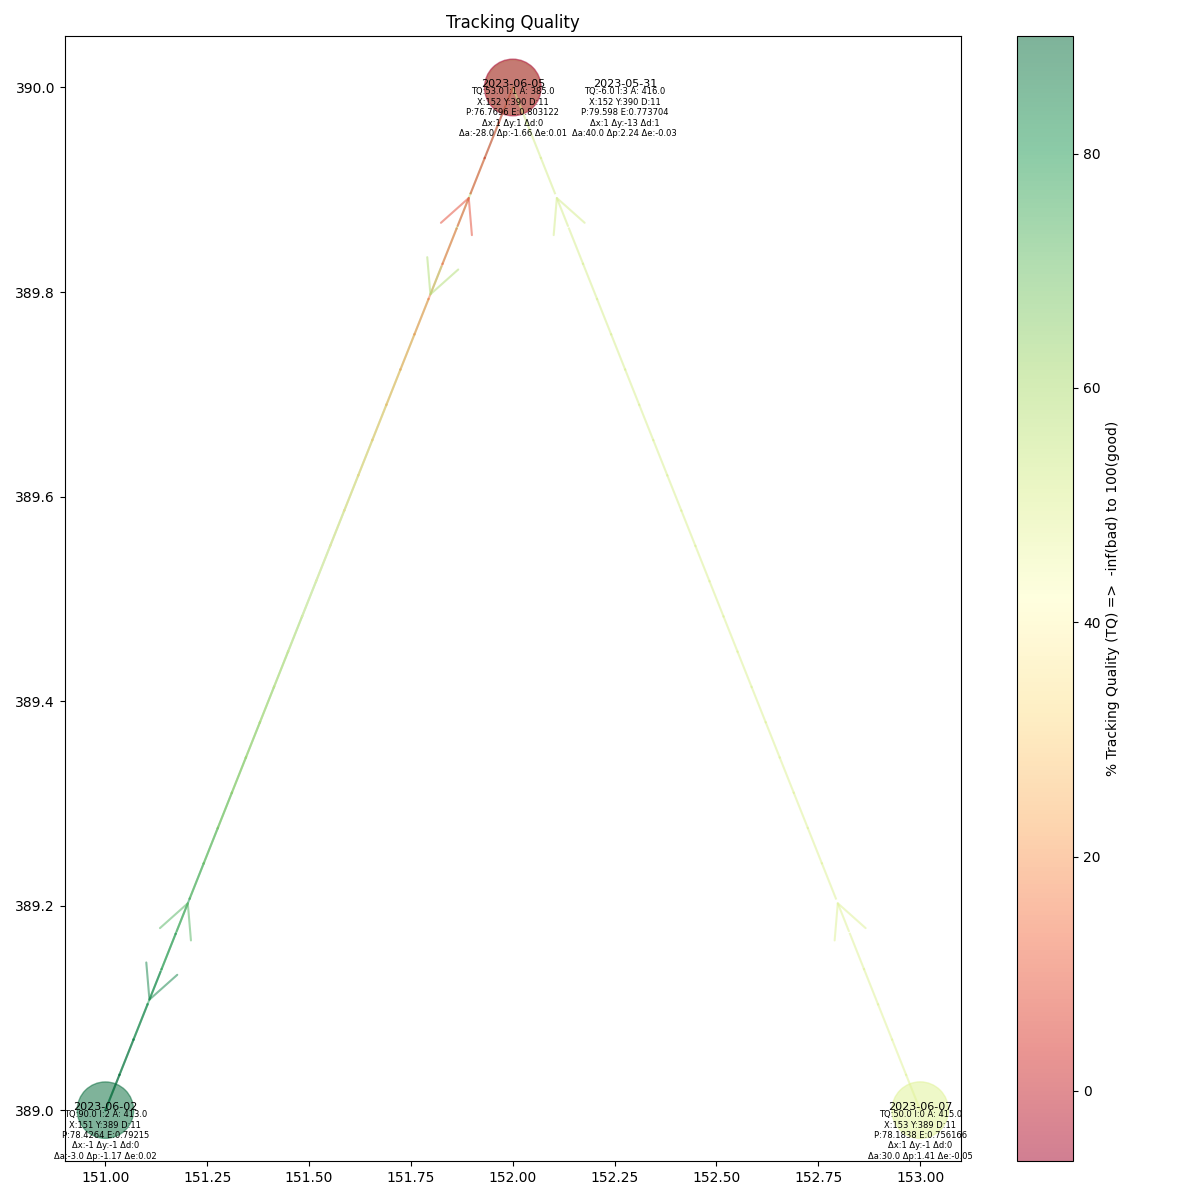 Tracking Quality
390.0
389.8
389.6
389.4
389.2
389.0
2023-06-05
TQ:53.0 I:1 A: 385.0
X:152 Y:390 D:11
P:76.7696 E:0.803122
Δx:1 Δy:1 Δd:0
Δa:-28.0 Δp:-1.66 Δe:0.01
2023-05-31
TQ:-6.0 I:3 A: 416.0
X:152 Y:390 D:11
P:79.598 E:0.773704
Δx:1 Δy:-13 Δd:1
Δa:40.0 Δp:2.24 Δe:-0.03
2023-06-02
TQ:90.0 I:2 A: 413.0
X:151 Y:389 D:11
P:78.4264 E:0.79215
Δx:-1 Δy:-1 Δd:0
Δa:-3.0 Δp:-1.17 Δe:0.02
2023-06-07
TQ:50.0 I:0 A: 415.0
X:153 Y:389 D:11
P:78.1838 E:0.756166
Δx:1 Δy:-1 Δd:0
Δa:30.0 Δp:1.41 Δe:-0.05
151.00 151.25 151.50 151.75 152.00 152.25 152.50 152.75 153.00
80
60
40
20
0
% Tracking Quality (TQ) => -inf(bad) to 100(good)